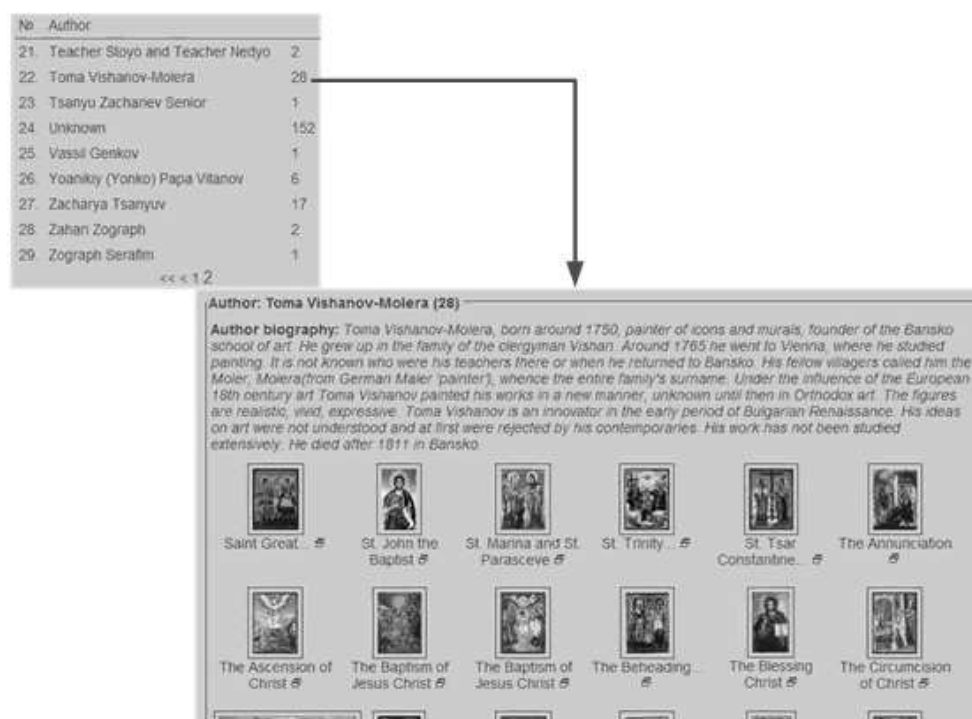 № Author
21. Teacher Stoyo and Teacher Nedyo 2
22. Toma Vishanov-Molera 28
23. Tsanyu Zachariev Senior 1
24. Unknown 152
25. Vassil Genkov 1
26. Yoanikiy (Yonko) Papa Vitanov 6
27. Zacharya Tsanyuv 17
28. Zahari Zograph 2
29. Zograph Serafim 1
<< < 1 2
Author: Toma Vishanov-Molera (28)
Author biography: Toma Vishanov-Molera, born around 1750, painter of icons and murals, founder of the Bansko
school of art. He grew up in the family of the clergyman Vishan. Around 1765 he went to Vienna, where he studied
painting. It is not known who were his teachers there or when he returned to Bansko. His fellow villagers called him the
Moler, Molera(from German Maler 'painter'), whence the entire family's surname. Under the influence of the European
18th century art Toma Vishanov painted his works in a new manner, unknown until then in Orthodox art. The figures
are realistic, vivid, expressive. Toma Vishanov is an innovator in the early period of Bulgarian Renaissance. His ideas
on art were not understood and at first were rejected by his contemporaries. His work has not been studied
extensively. He died after 1811 in Bansko.
Saint Great...
St. John the
Baptist
St. Marina and St.
Parasceve
St. Trinity...
St. Tsar
Constantine...
The Annunciation
The Ascension of
Christ
The Baptism of
Jesus Christ
The Baptism of
Jesus Christ
The Beheading...
The Blessing
Christ
The Circumcision
of Christ